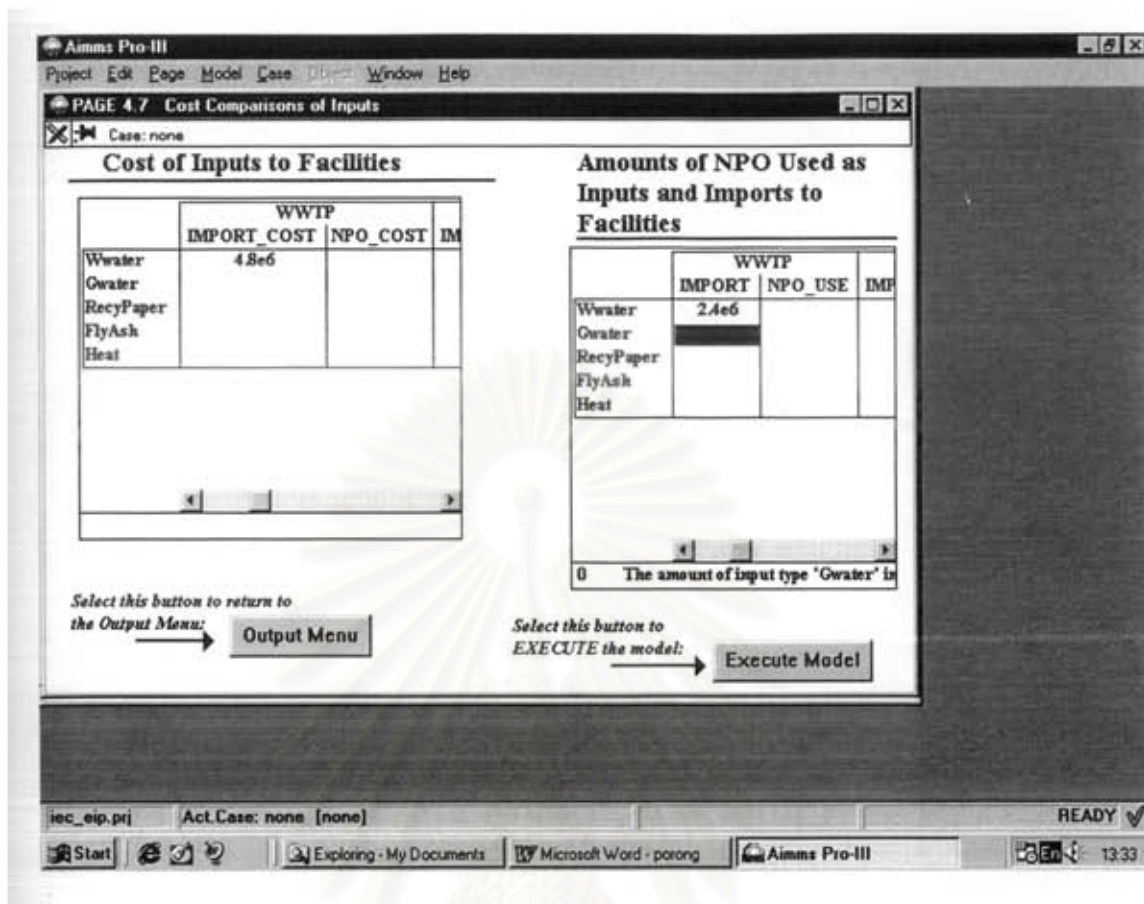 Aimms Pro-III
Project Edit Page Model Case Object Window Help
PAGE 4.7 Cost Comparisons of Inputs
Case: none
Cost of Inputs to Facilities
WWTP
IMPORT_COST NPO_COST IM
Wwater 4.8e6
Gwater
RecyPaper
FlyAsh
Heat
Amounts of NPO Used as
Inputs and Imports to
Facilities
WWTP
IMPORT NPO_USE IMP
Wwater 2.4e6
Gwater
RecyPaper
FlyAsh
Heat
0 The amount of input type "Gwater" in
Select this button to return to
the Output Menu:
Output Menu
Select this button to
EXECUTE the model:
Execute Model
iec_eip.prj Act.Case: none [none] READY
Start Exploring - My Documents Microsoft Word - porong Aimms Pro-III En 13:33